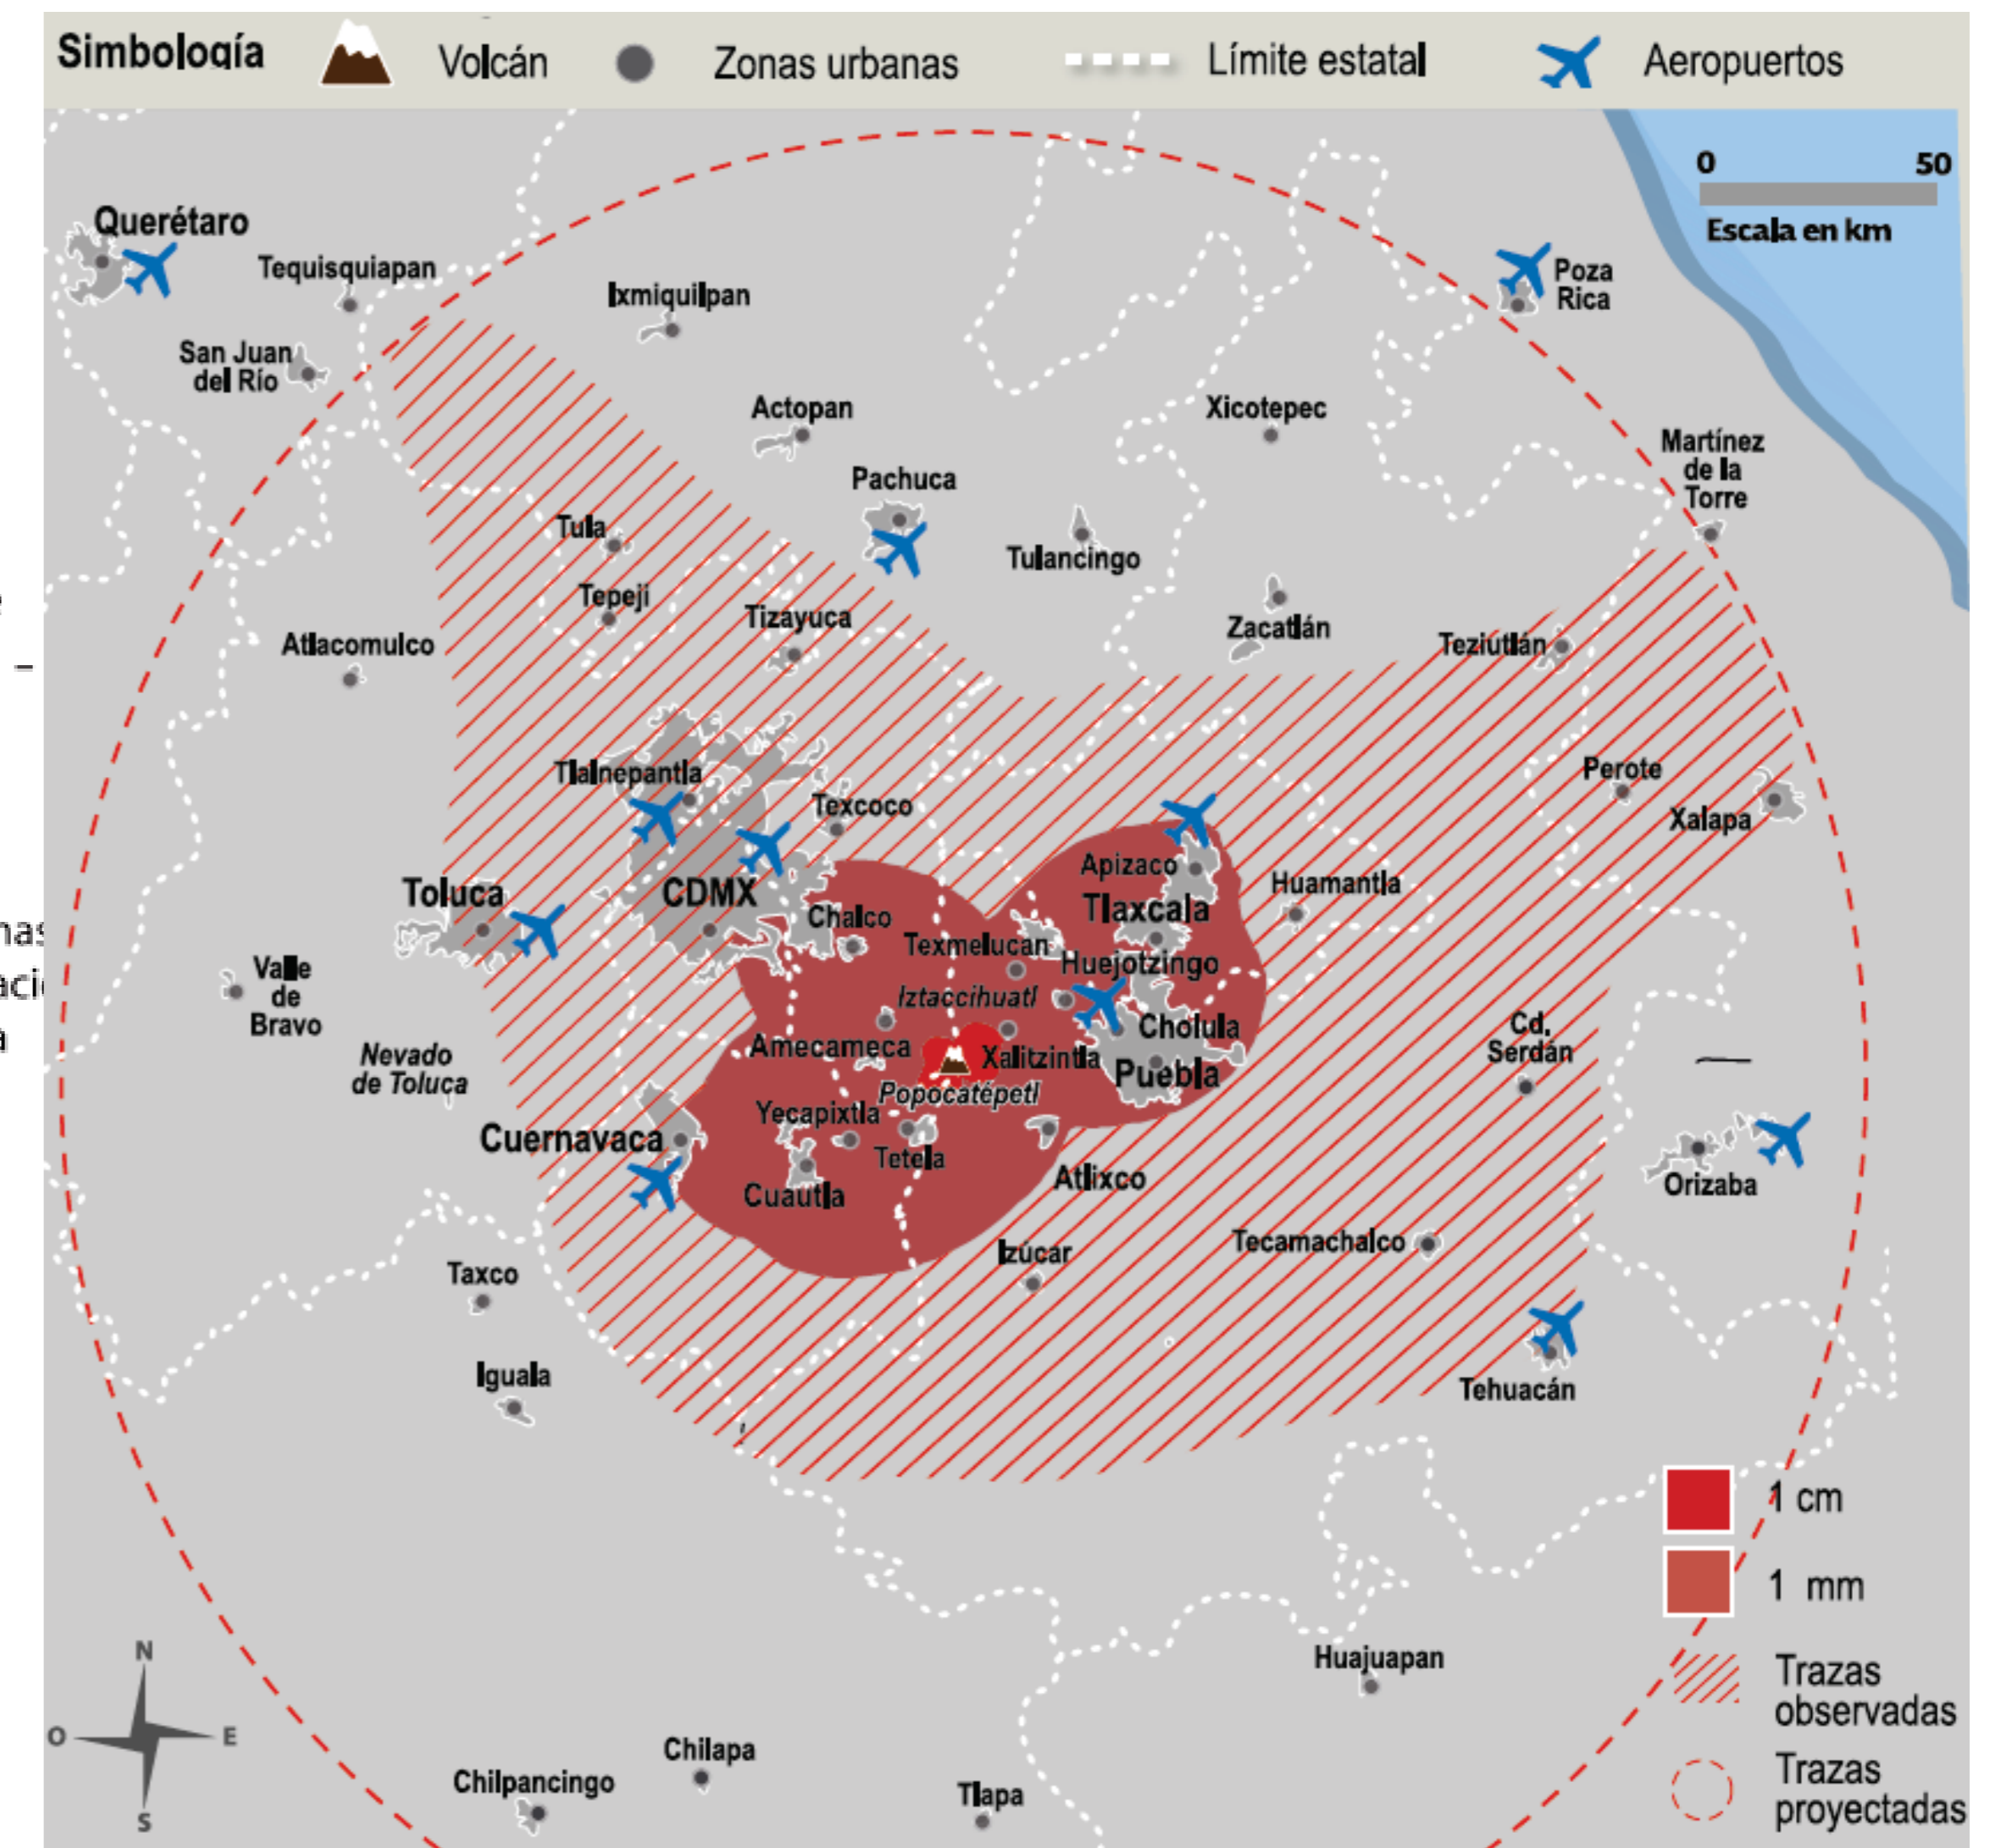 Simbología
Volcán
Zonas urbanas
Límite estatal
Aeropuertos
0 50
Escala en km
Querétaro
Tequisquiapan
Ixmiquilpan
Poza
Rica
San Juan
del Río
Actopan
Xicotepec
Martínez
de la
Torre
Pachuca
Tula
Tulancingo
Tepeji
Tizayuca
Zacatlán
Teziutlán
Atlacomulco
Tlalnepantla
Texcoco
Perote
Xalapa
Apizaco
Huamantla
Toluca
CDMX
Chalco
Tlaxcala
Texmelucan
Huejotzingo
Valle
de
Bravo
Iztaccihuatl
Cholula
Cd.
Serdán
Nevado
de Toluca
Amecameca
Xalitzintla
Puebla
Popocatépetl
Yecapixtla
Cuernavaca
Tetela
Atlixco
Cuautla
Orizaba
Izúcar
Tecamachalco
Taxco
Iguala
Tehuacán
1 cm
1 mm
Huajuapan
Trazas
observadas
Trazas
proyectadas
N
O E
S
Chilapa
Chilpancingo
Tlapa